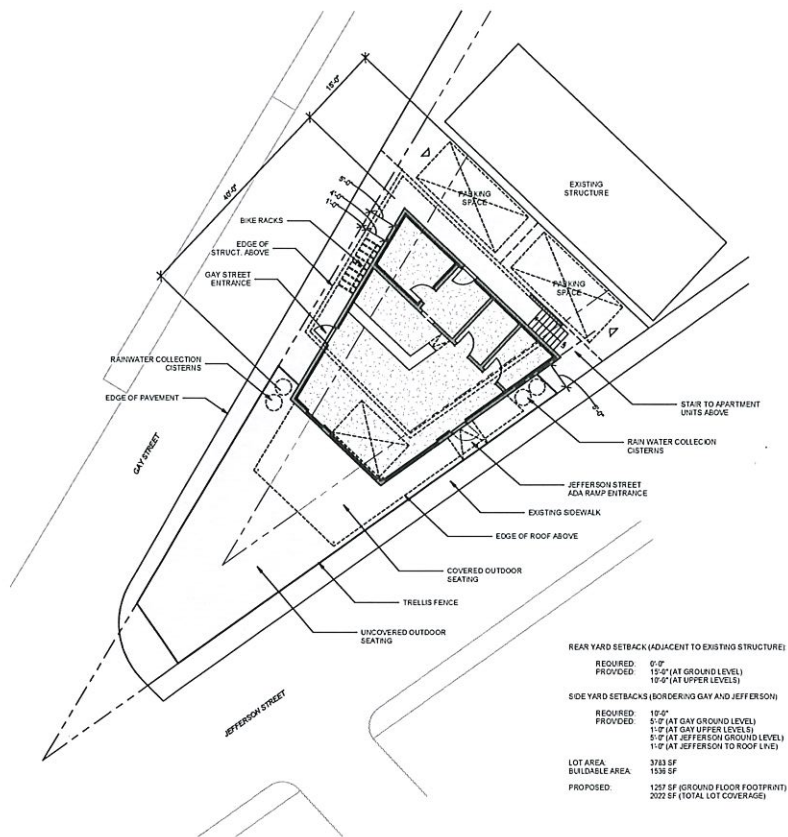 15'-0"
40'-0"
5'-0"
4'-0"
1'-0"
BIKE RACKS
EDGE OF
STRUCT. ABOVE
GAY STREET
ENTRANCE
RAINWATER COLLECTION
CISTERNS
EDGE OF PAVEMENT
GAY STREET
PARKING
SPACE
EXISTING
STRUCTURE
PARKING
SPACE
5'-0"
STAIR TO APARTMENT
UNITS ABOVE
RAIN WATER COLLECION
CISTERNS
JEFFERSON STREET
ADA RAMP ENTRANCE
EXISTING SIDEWALK
EDGE OF ROOF ABOVE
COVERED OUTDOOR
SEATING
TRELLIS FENCE
UNCOVERED OUTDOOR
SEATING
JEFFERSON STREET
REAR YARD SETBACK (ADJACENT TO EXISTING STRUCTURE)
REQUIRED: 0'-0"
PROVIDED: 15'-0" (AT GROUND LEVEL)
10'-6" (AT UPPER LEVELS)
SIDE YARD SETBACKS (BORDERING GAY AND JEFFERSON)
REQUIRED: 10'-0"
PROVIDED: 5'-0" (AT GAY GROUND LEVEL)
1'-0" (AT GAY UPPER LEVELS)
5'-0" (AT JEFFERSON GROUND LEVEL)
1'-0" (AT JEFFERSON TO ROOF LINE)
LOT AREA: 3783 SF
BUILDABLE AREA: 1536 SF
PROPOSED: 1257 SF (GROUND FLOOR FOOTPRINT)
2022 SF (TOTAL LOT COVERAGE)